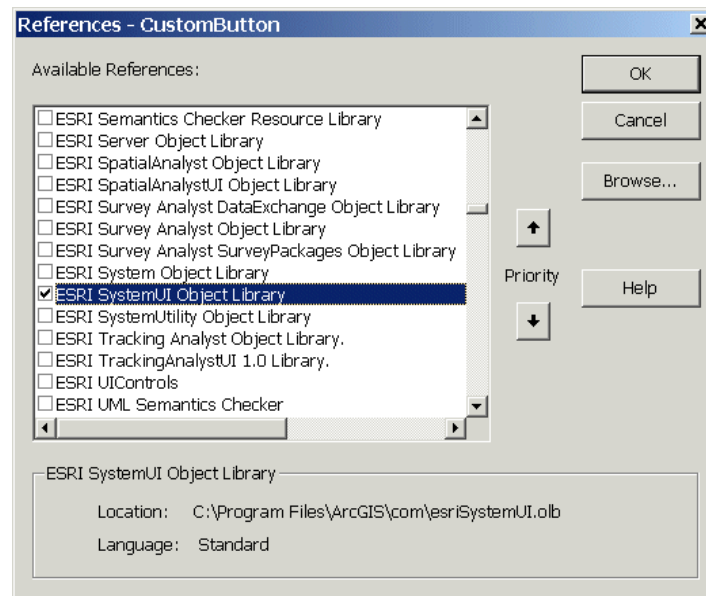 References - CustomButton
Available References:
ESRI Semantics Checker Resource Library
ESRI Server Object Library
ESRI SpatialAnalyst Object Library
ESRI SpatialAnalystUI Object Library
ESRI Survey Analyst DataExchange Object Library
ESRI Survey Analyst Object Library
ESRI Survey Analyst SurveyPackages Object Library
ESRI System Object Library
ESRI SystemUI Object Library
ESRI SystemUtility Object Library
ESRI Tracking Analyst Object Library.
ESRI TrackingAnalystUI 1.0 Library.
ESRI UIControls
ESRI UML Semantics Checker
Priority
OK
Cancel
Browse...
Help
ESRI SystemUI Object Library
Location: C:\Program Files\ArcGIS\com\esriSystemUI.olb
Language: Standard